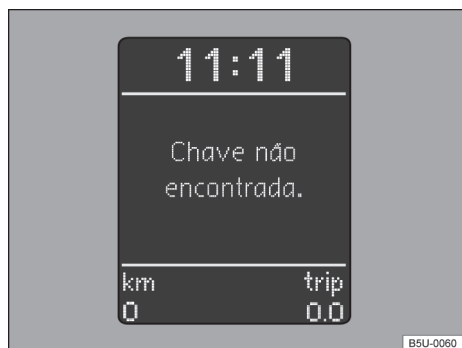 11:11
Chave não
encontrada.
km trip
0 0.0
B5U-0060